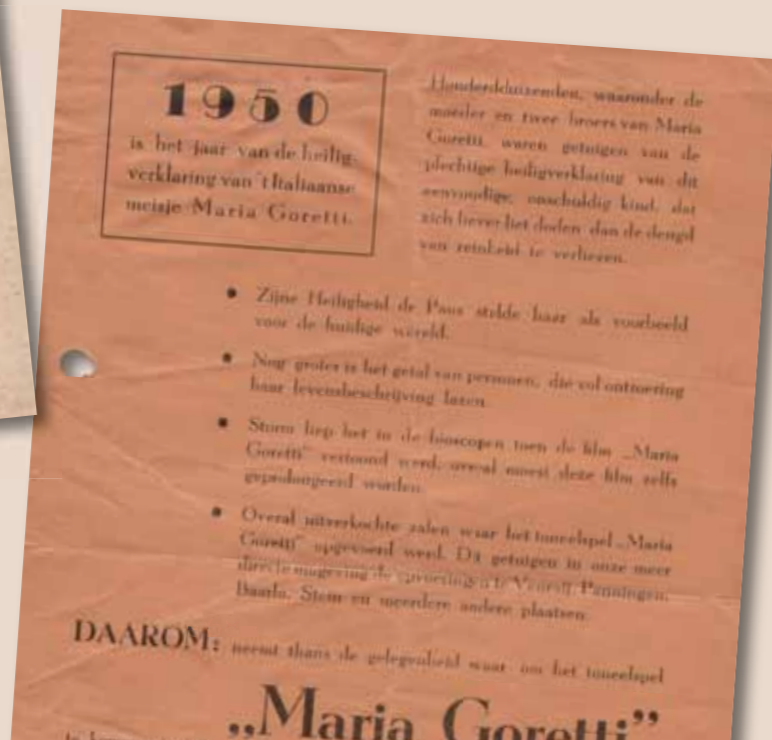 1950
is het jaar van de heilig-
verklaring van 't Italiaanse
meisje Maria Goretti.
Honderdduizenden, waaronder de
moeder en twee broers van Maria
Goretti, waren getuigen van de
plechtige heiligverklaring van dit
eenvoudige, onschuldig kind, dat
zich liever liet doden dan de deugd
van reinheid te verliezen.
● Zijne Heiligheid de Paus stelde haar als voorbeeld
voor de huidige wereld.
● Nog groter is het getal van personen, die vol ontroering
haar levensbeschrijving lazen.
● Storm liep het in de bioscopen toen de film „Maria
Goretti” vertoond werd, overal moest deze film zelfs
geprolongeerd worden.
● Overal uitverkochte zalen waar het toneelspel „Maria
Goretti” opgevoerd werd. Dit getuigen in onze meer
directe omgeving de opvoeringen te Venray, Panningen,
Baarlo, Stein en meerdere andere plaatsen.
DAAROM: neemt thans de gelegenheid waar om het toneelspel
„Maria Goretti”